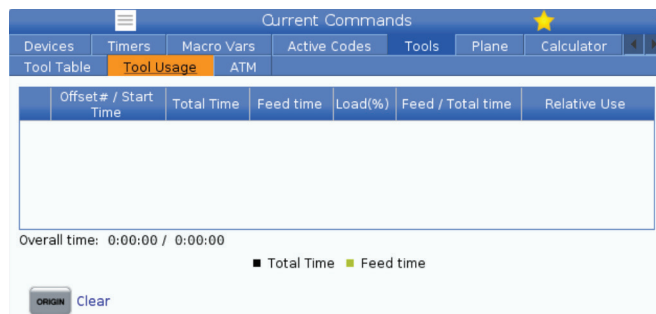 Current Commands
Devices Timers Macro Vars Active Codes Tools Plane Calculator
Tool Table Tool Usage ATM
Offset# / Start Time Total Time Feed time Load(%) Feed / Total time Relative Use
Overall time: 0:00:00 / 0:00:00
Total Time Feed time
ORIGIN Clear